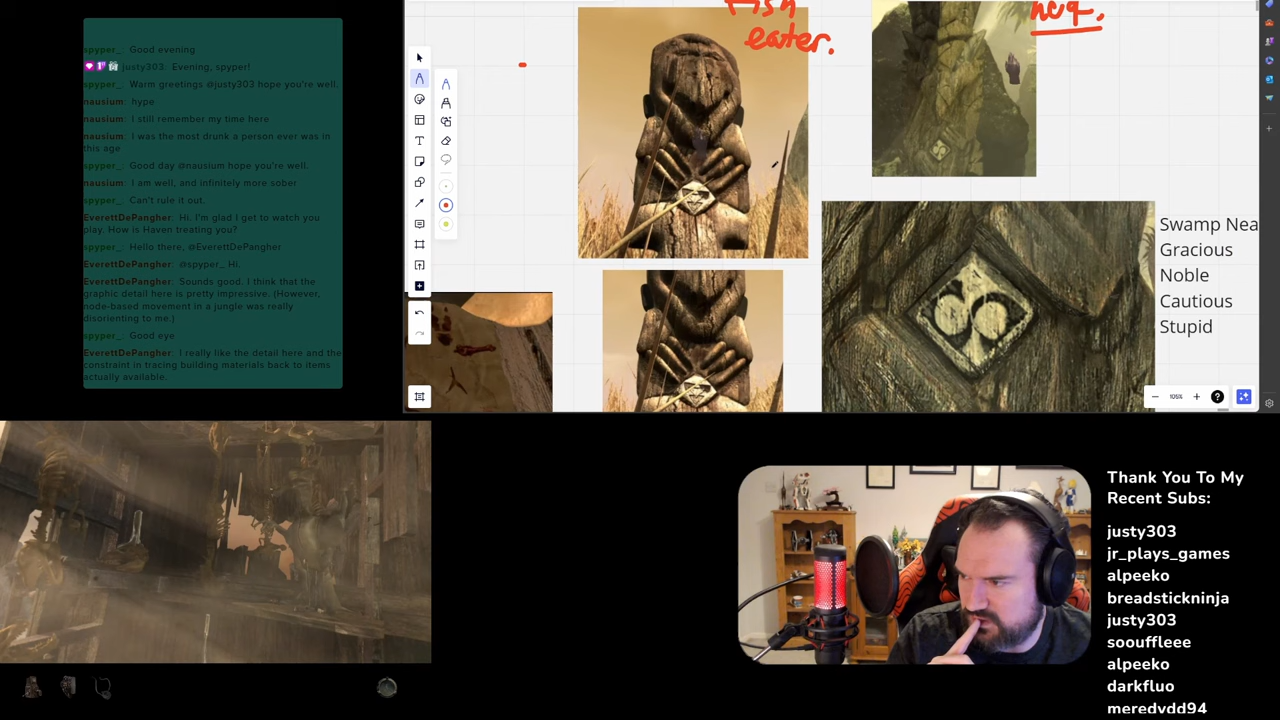 spyper_: Good evening
justy303: Evening, spyper!
spyper_: Warm greetings @justy303 hope you're well.
nausium: hype
nausium: I still remember my time here
nausium: I was the most drunk a person ever was in
this age
spyper_: Good day @nausium hope you're well.
nausium: I am well, and infinitely more sober
spyper_: Can't rule it out.
EverettDePangher: Hi. I'm glad I get to watch you
play. How is Haven treating you?
spyper_: Hello there, @EverettDePangher
EverettDePangher: @spyper_ Hi.
EverettDePangher: Sounds good. I think that the
graphic detail here is pretty impressive. (However,
node-based movement in a jungle was really
disorienting to me.)
spyper_: Good eye
EverettDePangher: I really like the detail here and the
constraint in tracing building materials back to items
actually available.
Fish
eater.
Swamp Nea
Gracious
Noble
Cautious
Stupid
105%
Thank You To My
Recent Subs:
justy303
jr_plays_games
alpeeko
breadstickninja
justy303
sooufleee
alpeeko
darkfluo
meredydd94